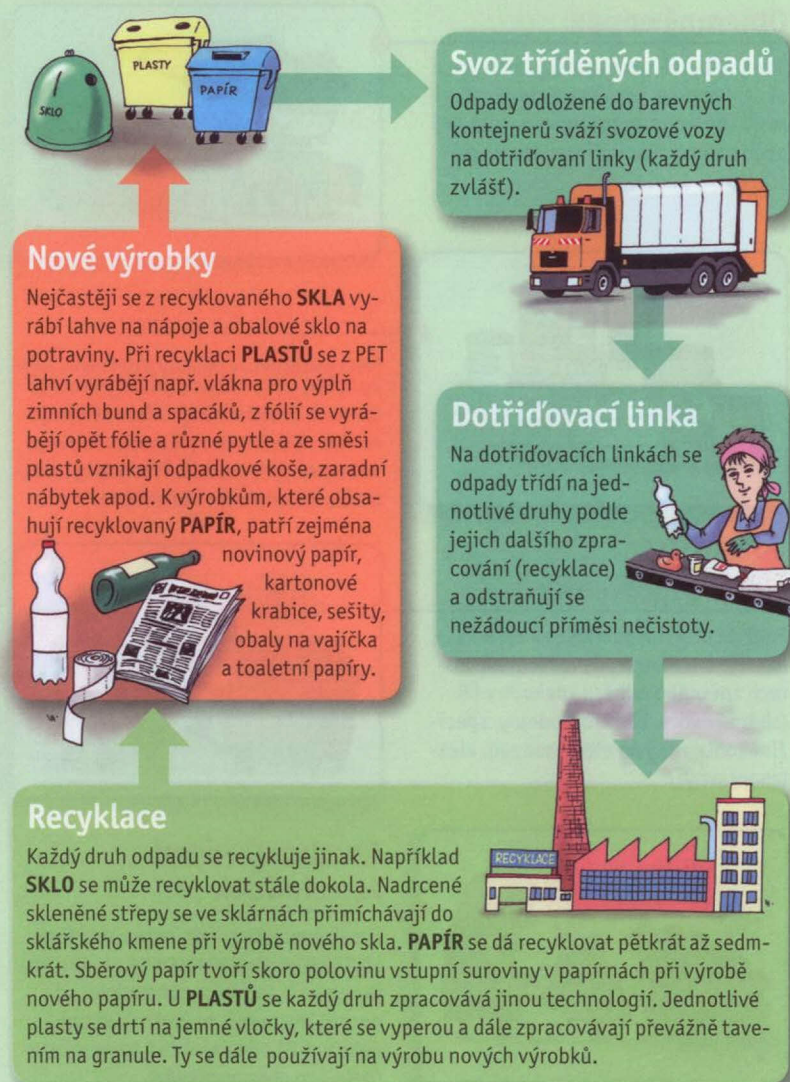 SKLO
PLASTY
PAPÍR
Svoz tříděných odpadů
Odpady odložené do barevných
kontejnerů sváží svozové vozy
na dotřiďovaní linky (každý druh
zvlášť).
Nové výrobky
Nejčastěji se z recyklovaného SKLA vy-
rábí lahve na nápoje a obalové sklo na
potraviny. Při recyklaci PLASTŮ se z PET
lahví vyrábějí např. vlákna pro výplň
zimních bund a spacáků, z fólií se vyrá-
bějí opět fólie a různé pytle a ze směsi
plastů vznikají odpadkové koše, zaradní
nábytek apod. K výrobkům, které obsa-
hují recyklovaný PAPÍR, patří zejména
novinový papír,
kartonové
krabice, sešity,
obaly na vajíčka
a toaletní papíry.
Dotřiďovací linka
Na dotřiďovacích linkách se
odpady třídí na jed-
notlivé druhy podle
jejich dalšího zpra-
cování (recyklace)
a odstraňují se
nežádoucí příměsi nečistoty.
Recyklace
Každý druh odpadu se recykluje jinak. Například
SKLO se může recyklovat stále dokola. Nadrcené
skleněné střepy se ve sklárnách přimíchávají do
sklářského kmene při výrobě nového skla. PAPÍR se dá recyklovat pětkrát až sedm-
krát. Sběrový papír tvoří skoro polovinu vstupní suroviny v papírnách při výrobě
nového papíru. U PLASTŮ se každý druh zpracovává jinou technologií. Jednotlivé
plasty se drtí na jemné vločky, které se vyperou a dále zpracovávají převážně tave-
ním na granule. Ty se dále používají na výrobu nových výrobků.
RECYKLACE